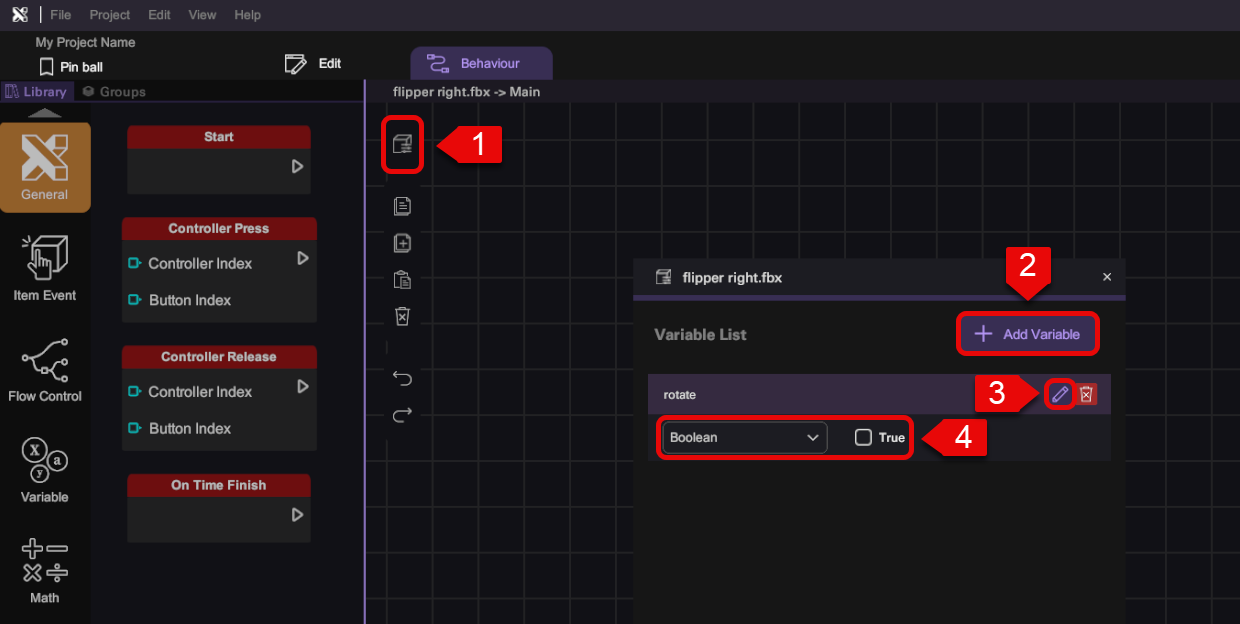 File Project Edit View Help
My Project Name
Pin ball
Edit
Behaviour
Library Groups
flipper right.fbx -> Main
General
Item Event
Flow Control
Variable
Math
Start
Controller Press
Controller Index
Button Index
Controller Release
Controller Index
Button Index
On Time Finish
1
2
flipper right.fbx
Variable List
Add Variable
rotate
3
Boolean
True
4